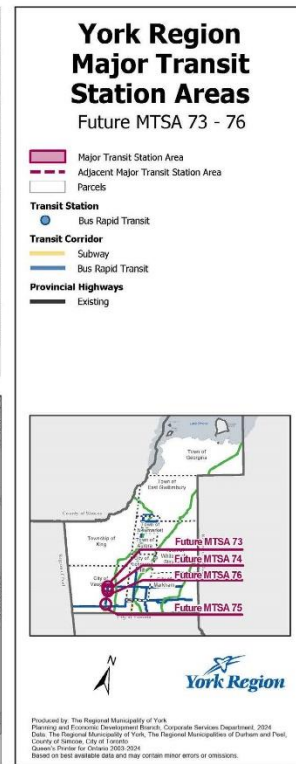 York Region
Major Transit
Station Areas
Future MTSA 73 - 76
Major Transit Station Area
Adjacent Major Transit Station Area
Parcels
Transit Station
Bus Rapid Transit
Transit Corridor
Subway
Bus Rapid Transit
Provincial Highways
Existing
Town of
Georgina
Town of
East Gwillimbury
County of Simcoe
Township of
King
Future MTSA 73
Future MTSA 74
Future MTSA 76
Future MTSA 75
York Region
Produced by: The Regional Municipality of York
Planning and Economic Development Branch, Corporate Services Department, 2024
Data: The Regional Municipality of York, The Regional Municipalities of Durham and Peel,
County of Simcoe, City of Toronto
Queen's Printer for Ontario 2003-2024
Based on best available data and may contain minor errors or omissions.